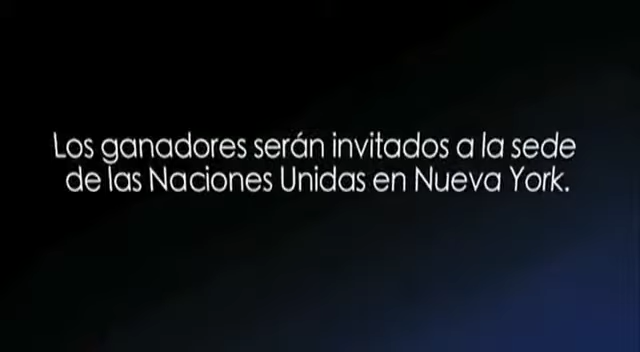 Los ganadores serán invitados a la sede
de las Naciones Unidas en Nueva York.